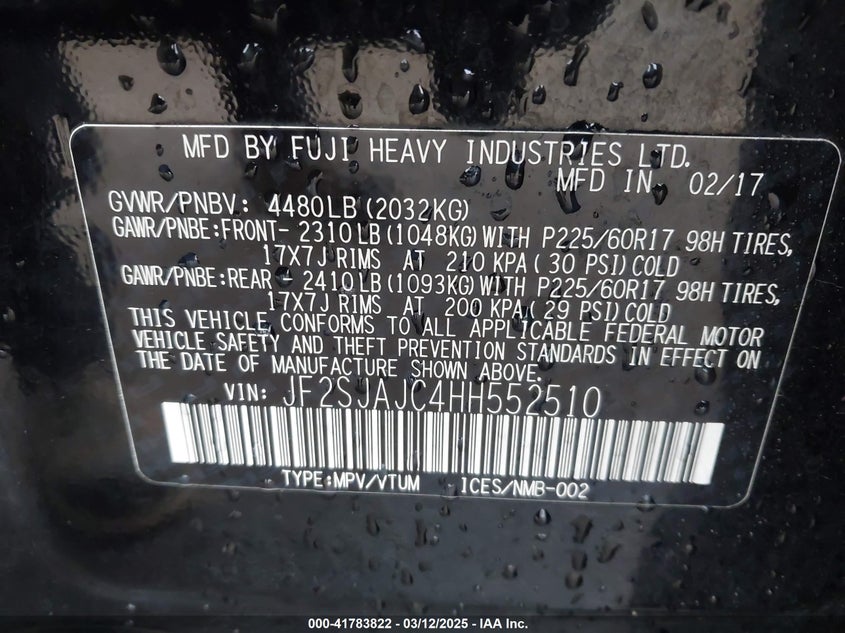 MFD BY FUJI HEAVY INDUSTRIES LTD.
MFD IN 02/17
GVWR/PNBV: 4480LB(2032KG)
GAWR/PNBE:FRONT- 2310LB(1048KG)WITH P225/60R17 98H TIRES,
17X7J RIMS AT 210 KPA( 30 PSI)COLD
GAWR/PNBE:REAR - 2410LB(1093KG)WITH P225/60R17 98H TIRES,
17X7J RIMS AT 200 KPA( 29 PSI)COLD
THIS VEHICLE CONFORMS TO ALL APPLICABLE FEDERAL MOTOR
VEHICLE SAFETY AND THEFT PREVENTION STANDARDS IN EFFECT ON
THE DATE OF MANUFACTURE SHOWN ABOVE.
VIN: JF2SJAJC4HH552510
TYPE:MPV/VTUM ICES/NMB-002
000-41783822 - 03/12/2025 - IAA Inc.